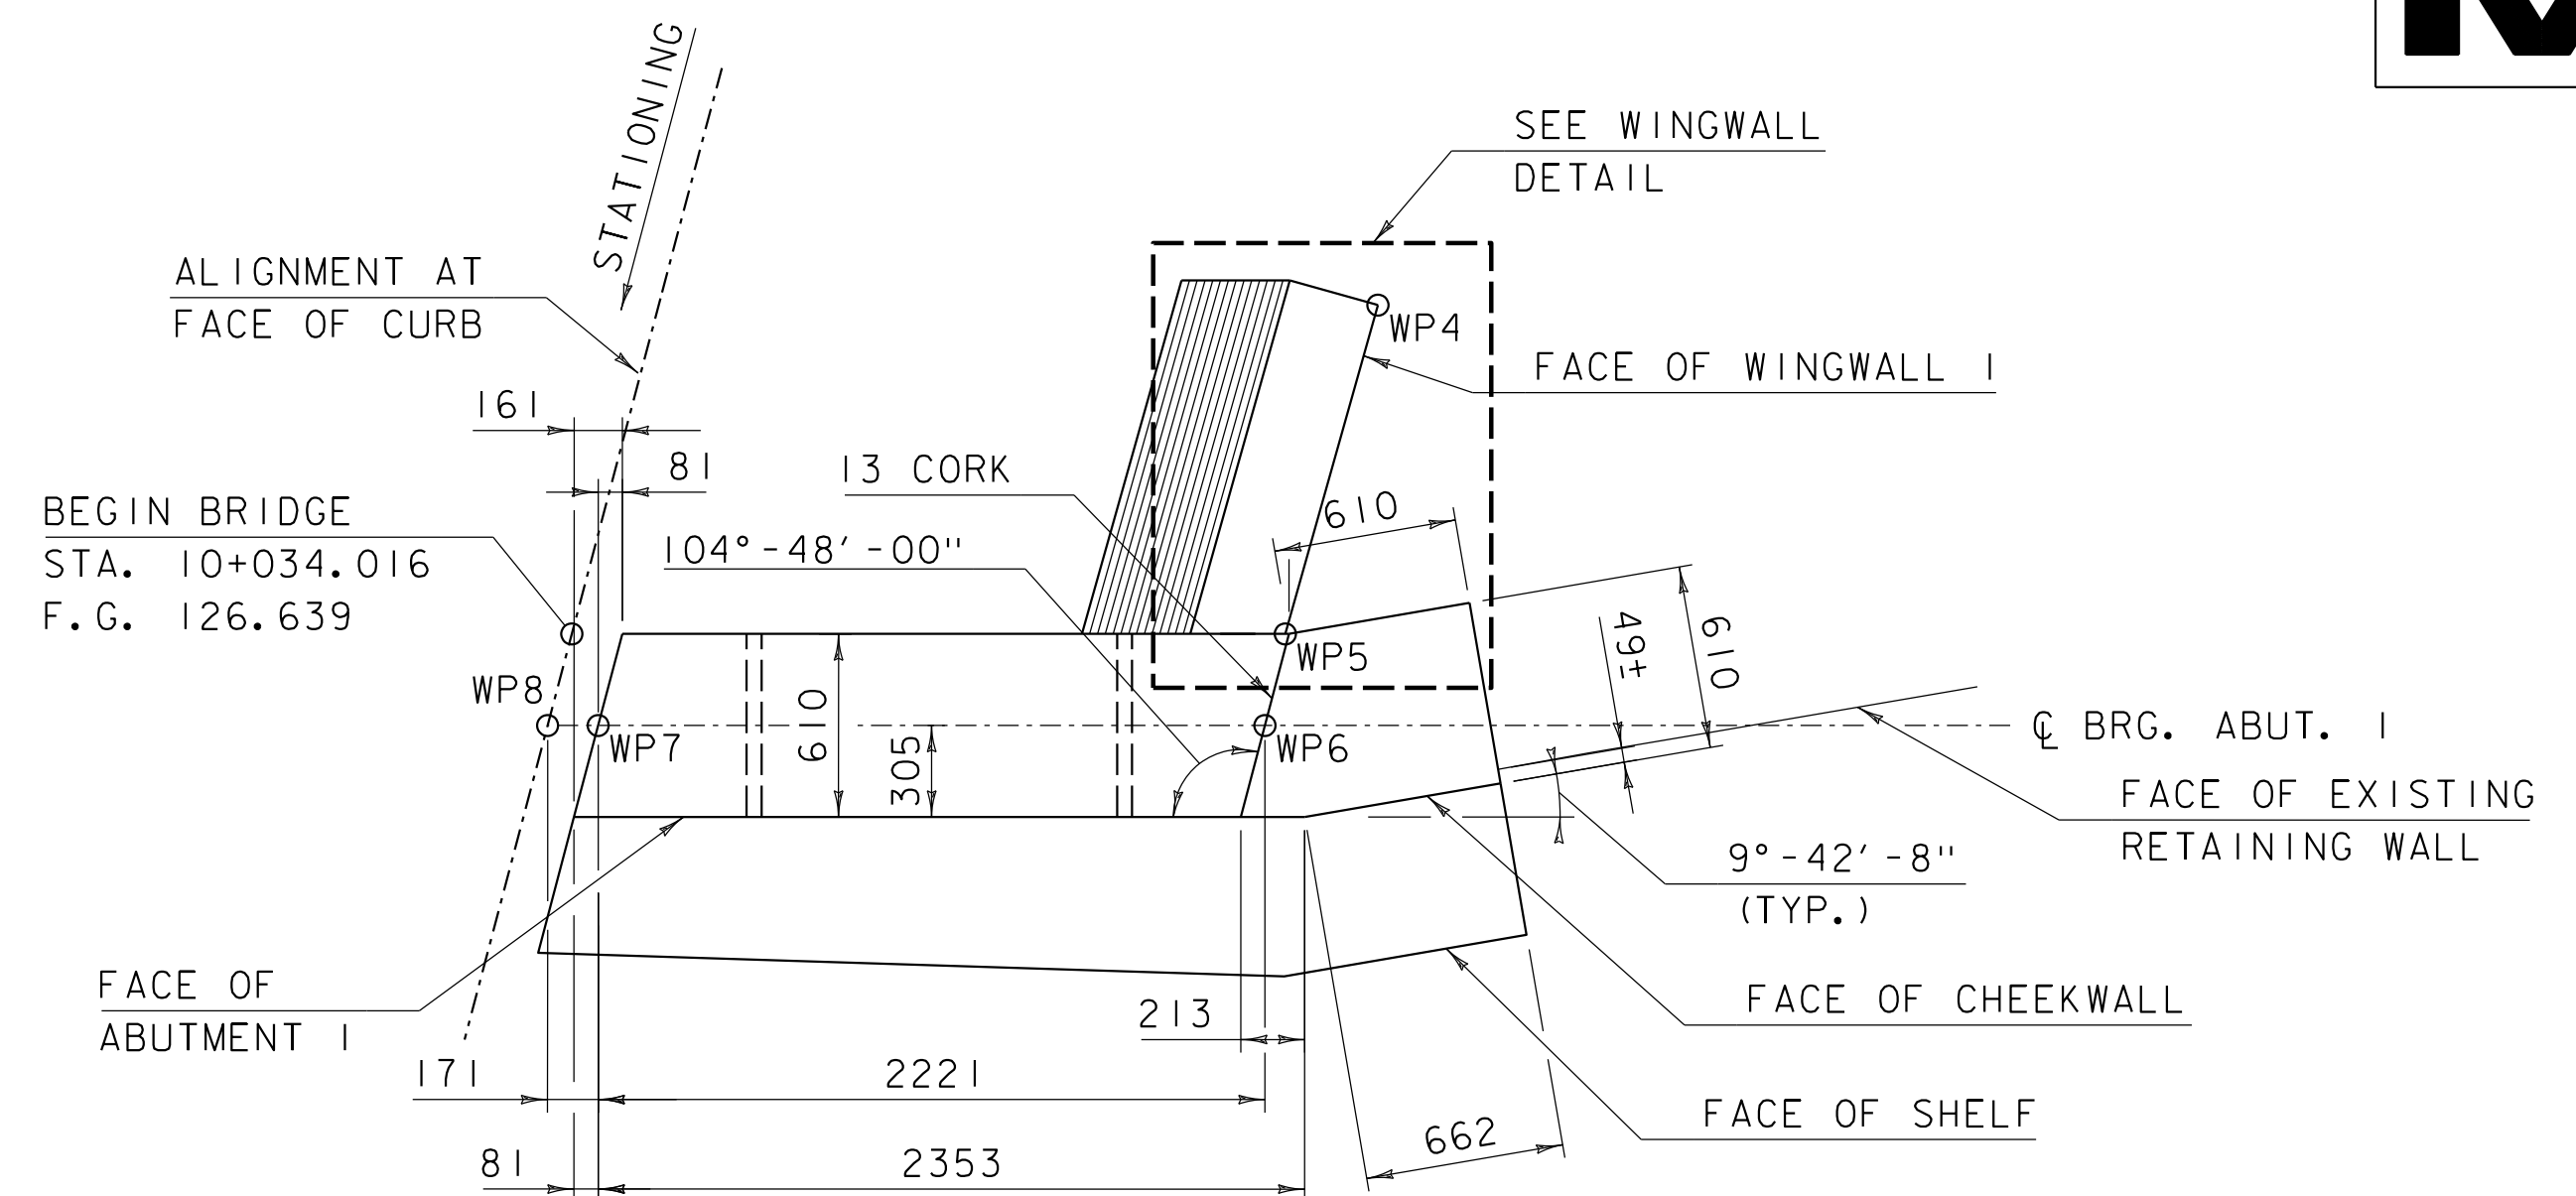 STATIONING
SEE WINGWALL
DETAIL
ALIGNMENT AT
FACE OF CURB
WP4
FACE OF WINGWALL 1
161
81
13 CORK
BEGIN BRIDGE
STA. 10+034.016
F.G. 126.639
104°-48'-00"
610
WP5
49±
610
WP8
WP7
610
305
WP6
℄ BRG. ABUT. 1
FACE OF EXISTING
RETAINING WALL
9°-42'-8"
(TYP.)
FACE OF
ABUTMENT 1
FACE OF CHEEKWALL
213
171
2221
FACE OF SHELF
662
81
2353